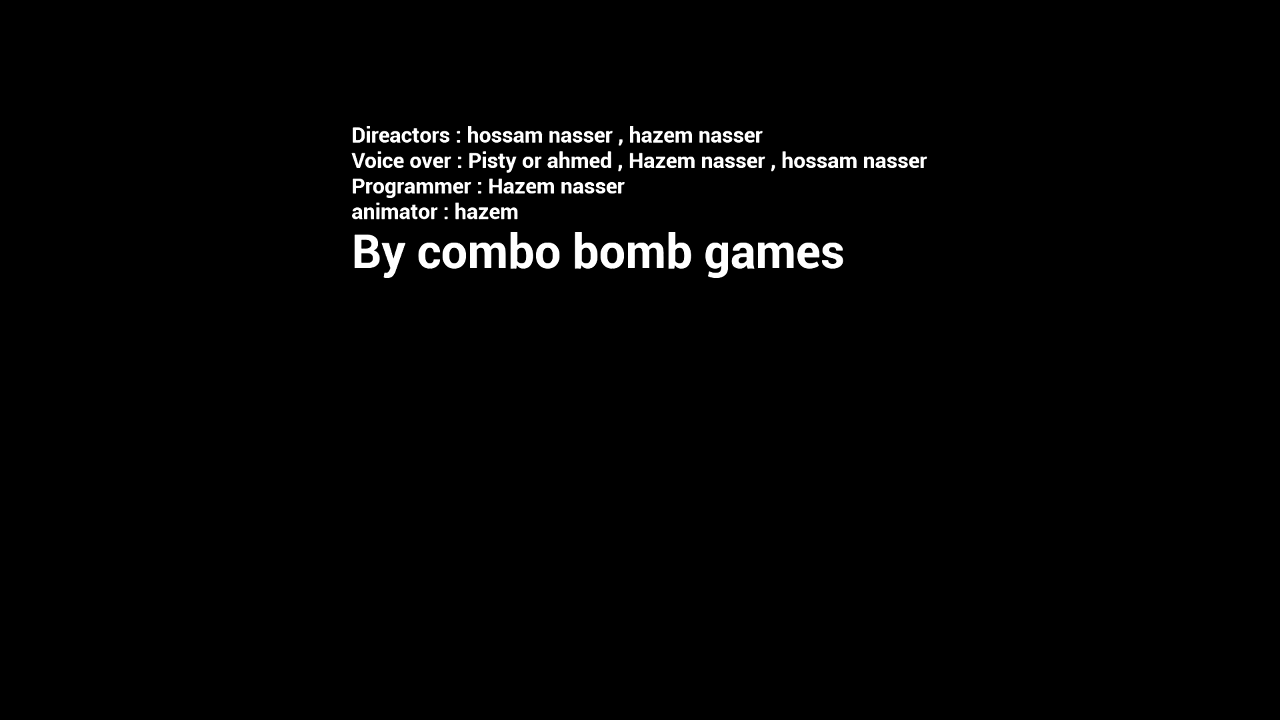 Direactors : hossam nasser , hazem nasser
Voice over : Pisty or ahmed , Hazem nasser , hossam nasser
Programmer : Hazem nasser
animator : hazem
By combo bomb games